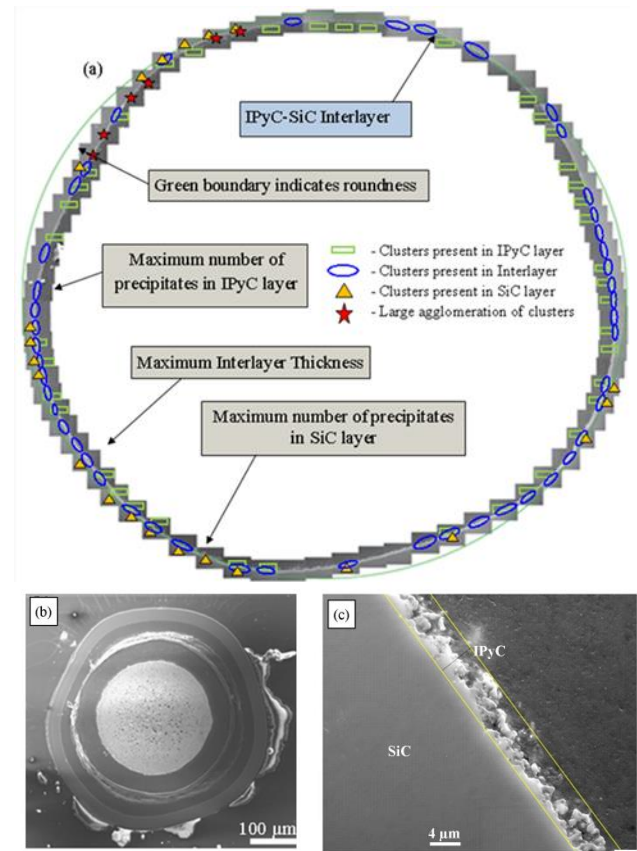 (a)
IPyC-SiC Interlayer
Green boundary indicates roundness
Maximum number of
precipitates in IPyC layer
- Clusters present in IPyC layer
- Clusters present in Interlayer
- Clusters present in SiC layer
- Large agglomeration of clusters
Maximum Interlayer Thickness
Maximum number of precipitates
in SiC layer
(b)
100 µm
(c)
IPyC
SiC
4 µm